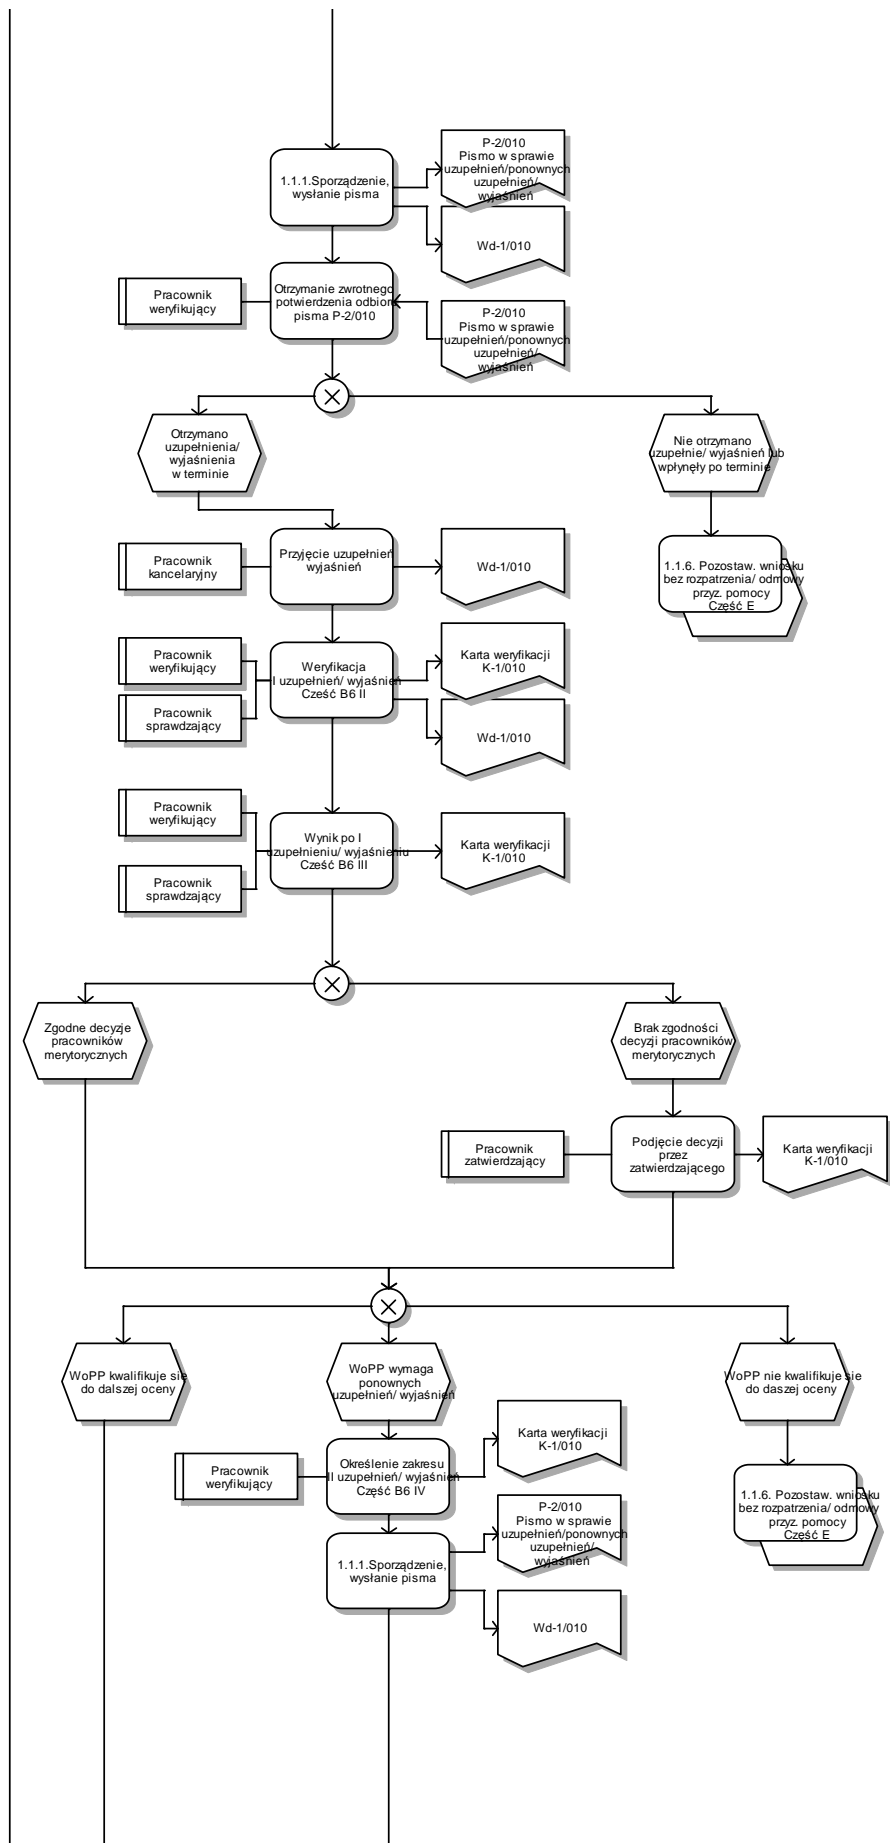 P-2/010
Pismo w sprawie
uzupełnień/ponownych
uzupełnień/
wyjaśnień
1.1.1.Sporządzenie,
wysłanie pisma
Wd-1/010
Pracownik
weryfikujący
Otrzymanie zwrotnego
potwierdzenia odbioru
pisma P-2/010
P-2/010
Pismo w sprawie
uzupełnień/ponownych
uzupełnień/
wyjaśnień
Otrzymano
uzupełnienia/
wyjaśnienia
w terminie
Nie otrzymano
uzupełnie/ wyjaśnień lub
wpłynęły po terminie
Pracownik
kancelaryjny
Przyjęcie uzupełnień
wyjaśnień
Wd-1/010
1.1.6. Pozostaw. wniosku
bez rozpatrzenia/ odmowy
przyz. pomocy
Część E
Pracownik
weryfikujący
Pracownik
sprawdzający
Weryfikacja
I uzupełnień/ wyjaśnień
Cześć B6 II
Karta weryfikacji
K-1/010
Wd-1/010
Pracownik
weryfikujący
Pracownik
sprawdzający
Wynik po I
uzupełnieniu/ wyjaśnieniu
Cześć B6 III
Karta weryfikacji
K-1/010
Zgodne decyzje
pracowników
merytorycznych
Brak zgodności
decyzji pracowników
merytorycznych
Pracownik
zatwierdzający
Podjęcie decyzji
przez
zatwierdzającego
Karta weryfikacji
K-1/010
WoPP kwalifikuje sie
do dalszej oceny
WoPP wymaga
ponownych
uzupełnień/ wyjaśnień
WoPP nie kwalifikuje sie
do daszej oceny
Pracownik
weryfikujący
Określenie zakresu
II uzupełnień/ wyjaśnień
Część B6 IV
Karta weryfikacji
K-1/010
1.1.6. Pozostaw. wniosku
bez rozpatrzenia/ odmowy
przyz. pomocy
Część E
1.1.1.Sporządzenie,
wysłanie pisma
P-2/010
Pismo w sprawie
uzupełnień/ponownych
uzupełnień/
wyjaśnień
Wd-1/010